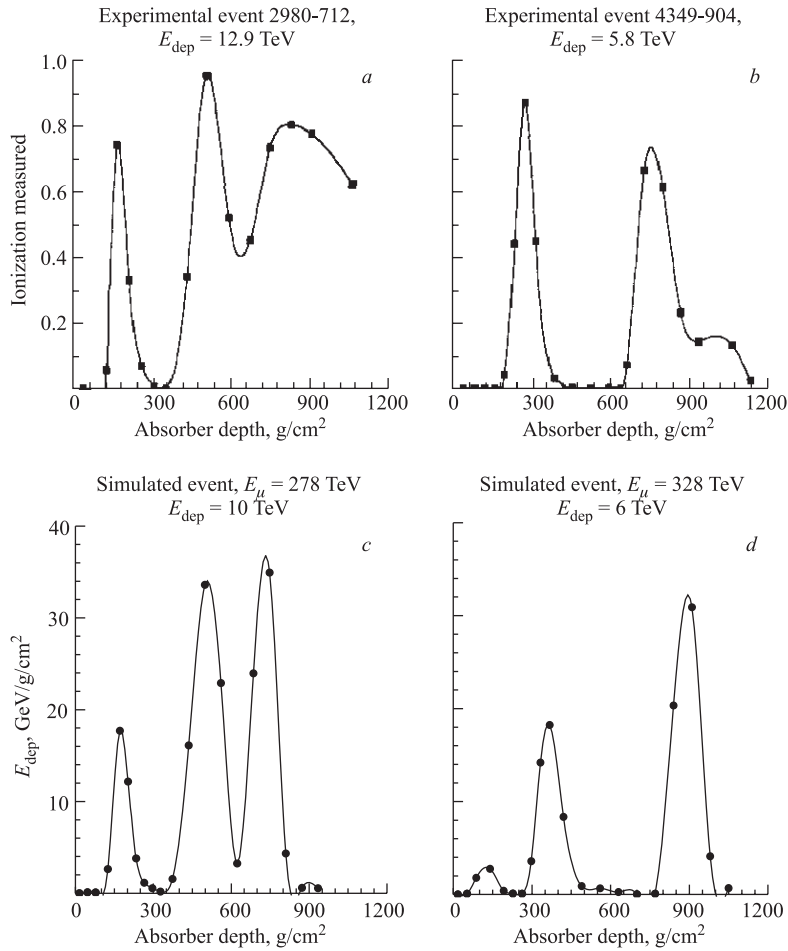 Experimental event 2980-712,
E_dep = 12.9 TeV
a
Ionization measured
1.0
0.8
0.6
0.4
0.2
0 300 600 900 1200
Absorber depth, g/cm²
Experimental event 4349-904,
E_dep = 5.8 TeV
b
0 300 600 900 1200
Absorber depth, g/cm²
Simulated event, E_μ = 278 TeV
E_dep = 10 TeV
c
E_dep, GeV/g/cm²
40
30
20
10
0 300 600 900 1200
Absorber depth, g/cm²
Simulated event, E_μ = 328 TeV
E_dep = 6 TeV
d
0 300 600 900 1200
Absorber depth, g/cm²